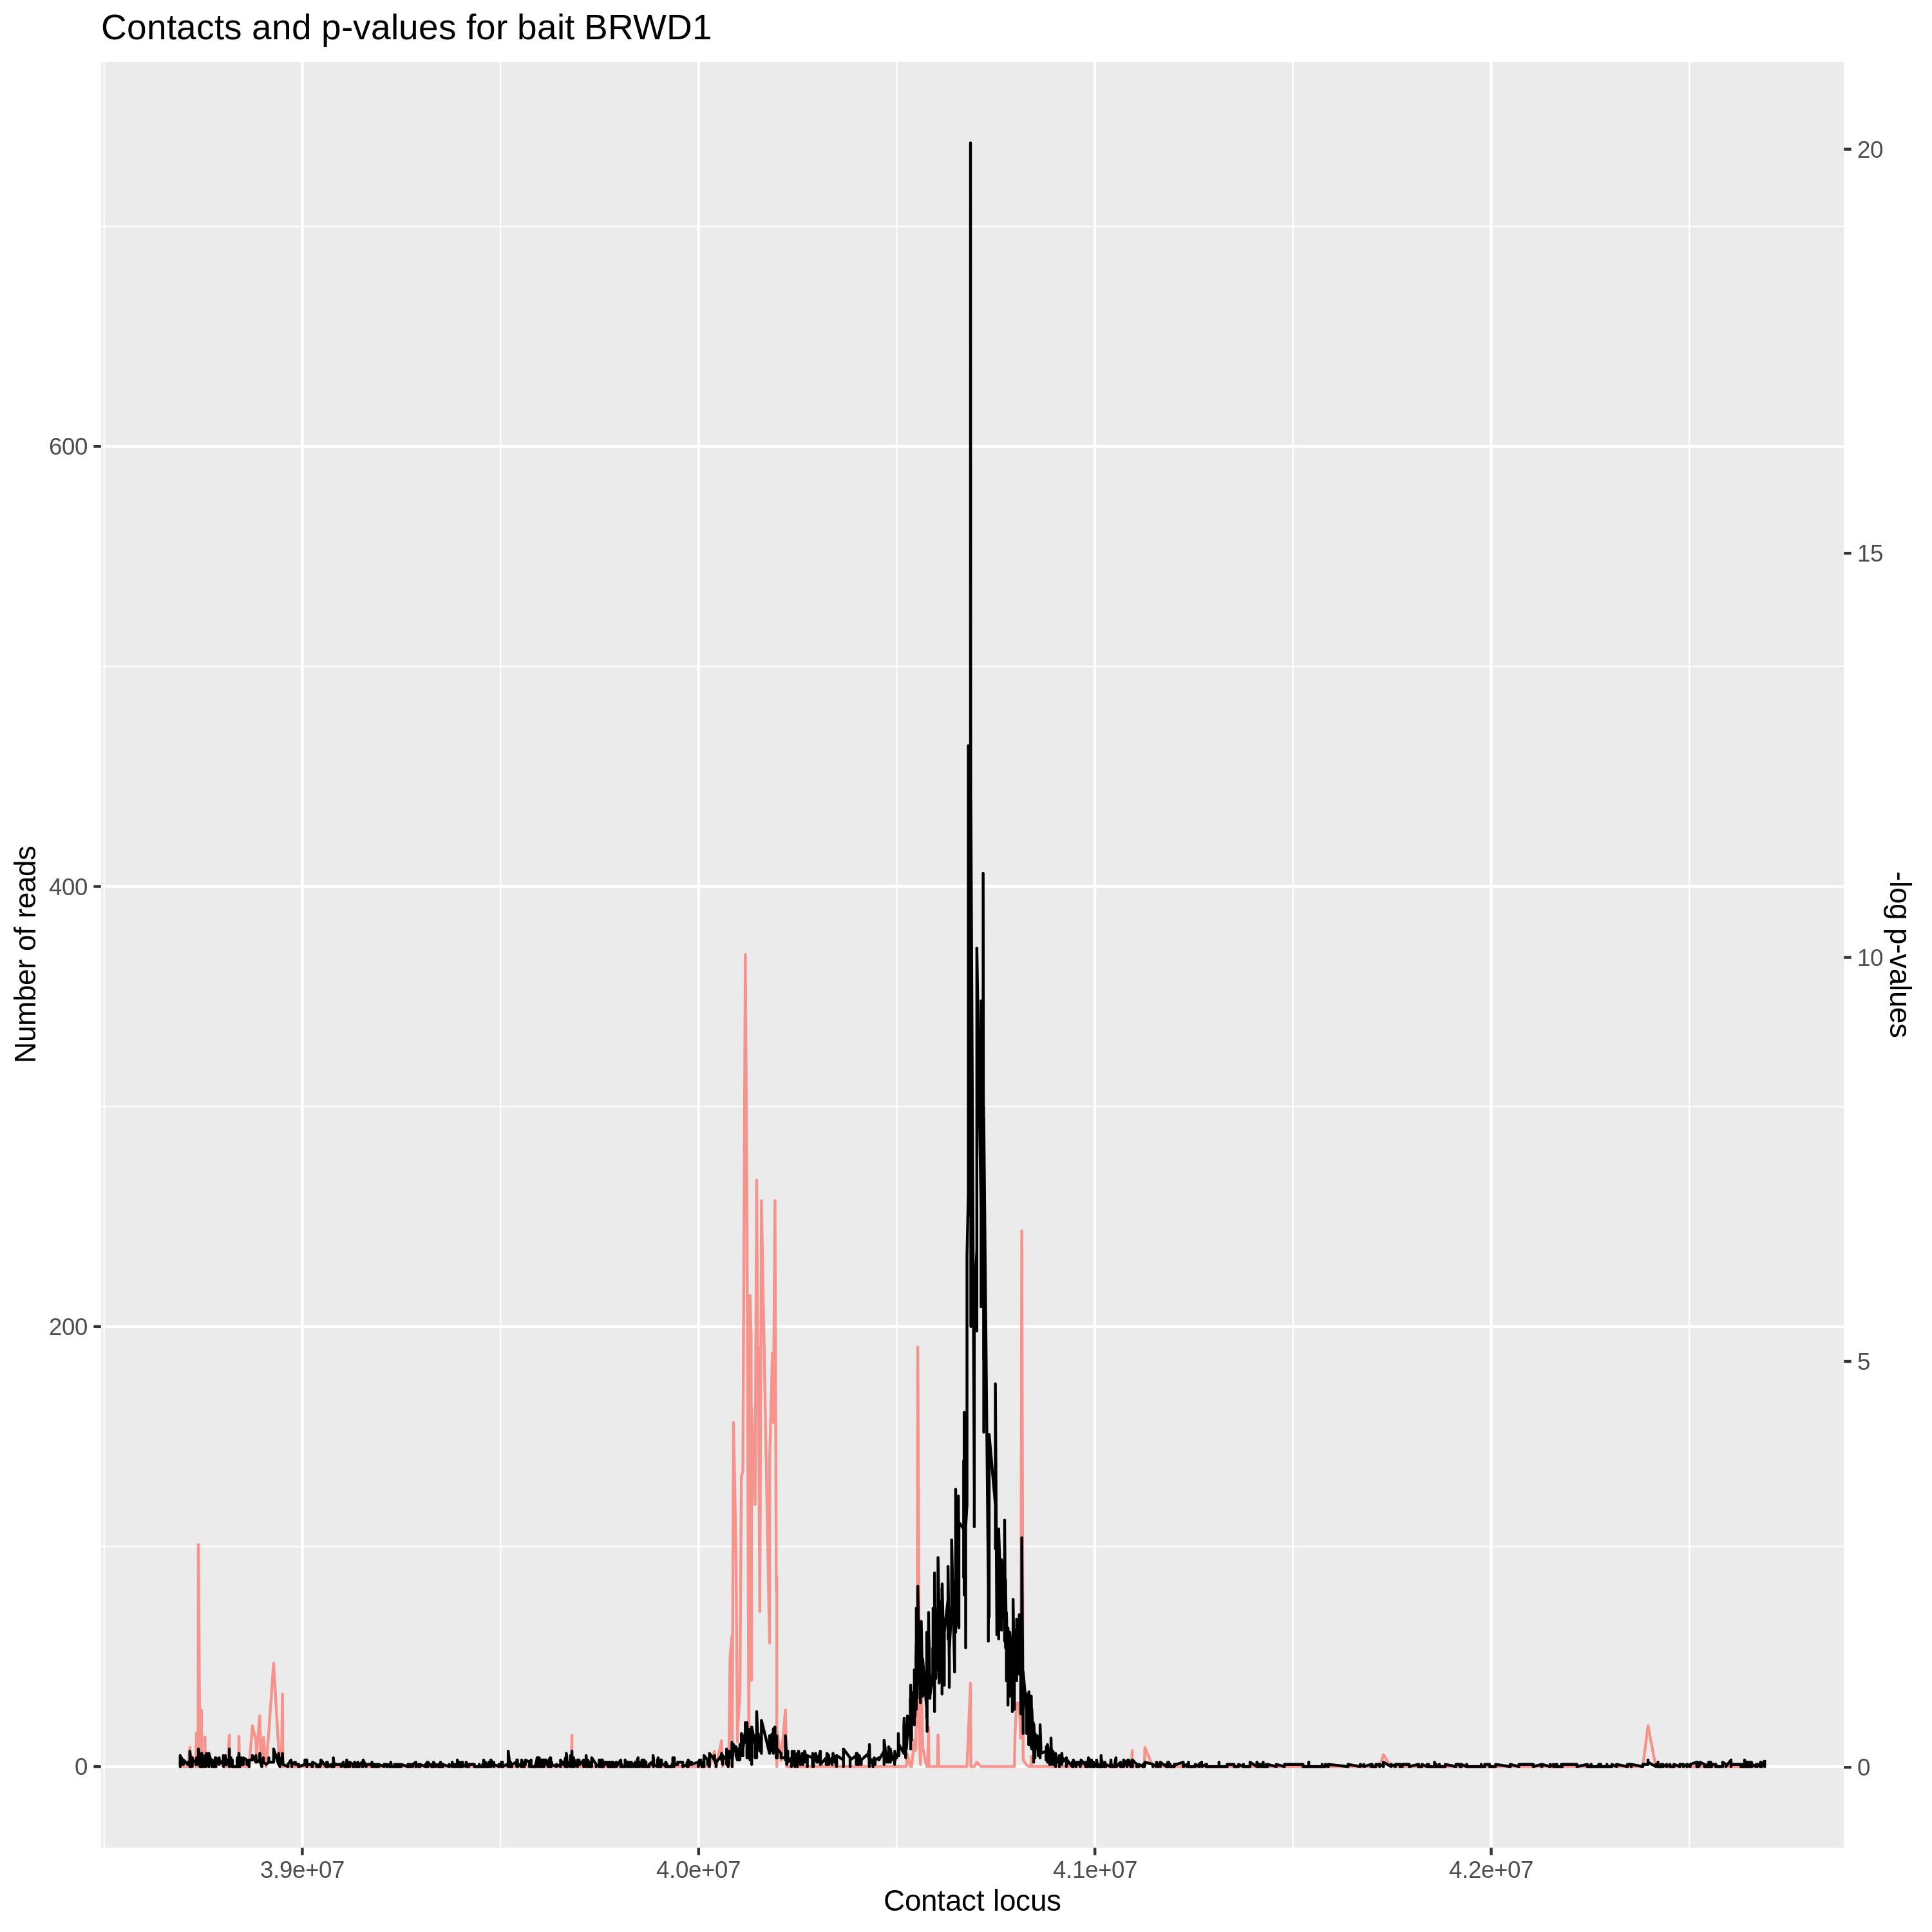 Contacts and p-values for bait BRWD1
Number of reads
600
400
200
0
20
15
10
5
0
-log p-values
3.9e+07
4.0e+07
4.1e+07
4.2e+07
Contact locus